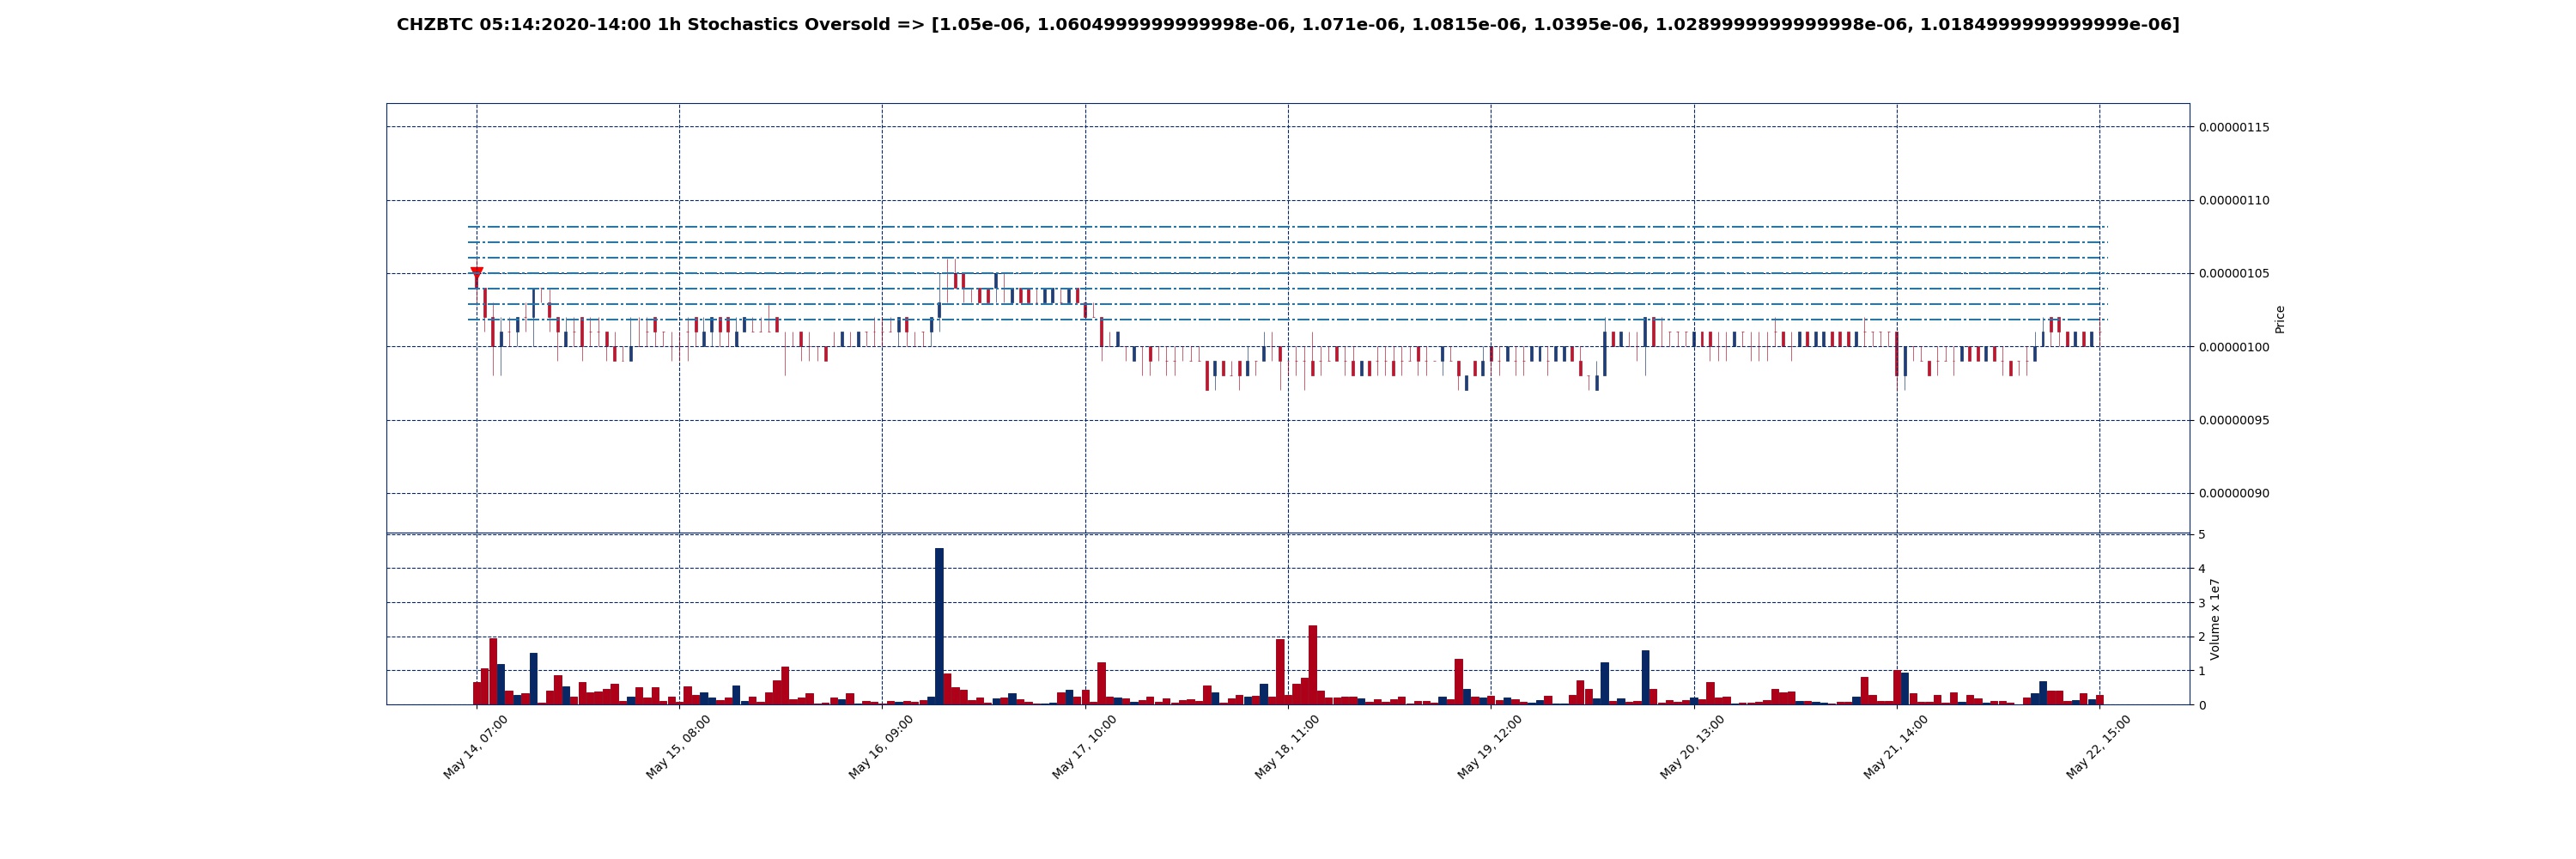 CHZBTC 05:14:2020-14:00 1h Stochastics Oversold => [1.05e-06, 1.0604999999999998e-06, 1.071e-06, 1.0815e-06, 1.0395e-06, 1.0289999999999998e-06, 1.0184999999999999e-06]
0.00000115
0.00000110
0.00000105
0.00000100
0.00000095
0.00000090
Price
5
4
3
2
1
0
Volume x 1e7
May 14, 07:00
May 15, 08:00
May 16, 09:00
May 17, 10:00
May 18, 11:00
May 19, 12:00
May 20, 13:00
May 21, 14:00
May 22, 15:00